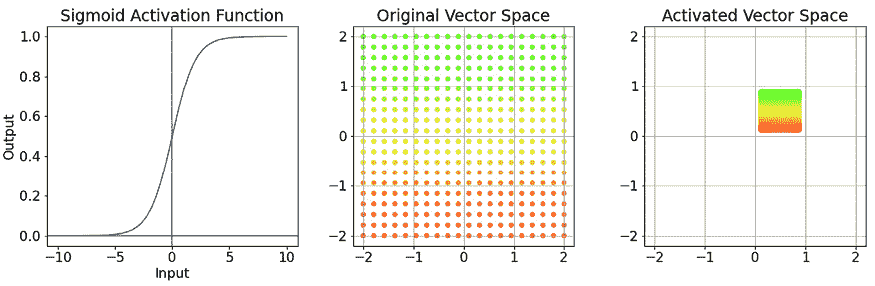 Sigmoid Activation Function
1.0
0.8
0.6
0.4
0.2
0.0
Output
−10 −5 0 5 10
Input
Original Vector Space
2
1
0
−1
−2
−2 −1 0 1 2
Activated Vector Space
2
1
0
−1
−2
−2 −1 0 1 2